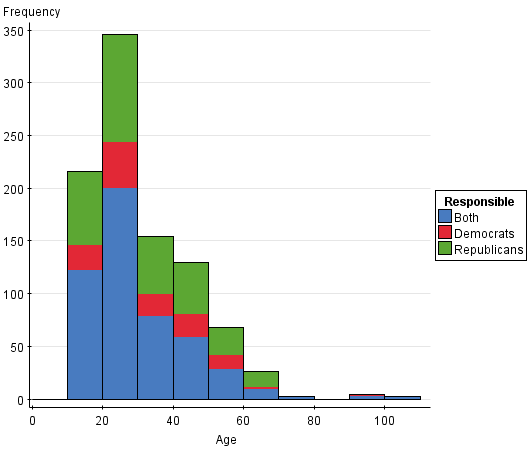 Frequency
350
300
250
200
150
100
50
0
0 20 40 60 80 100
Age
Responsible
Both
Democrats
Republicans